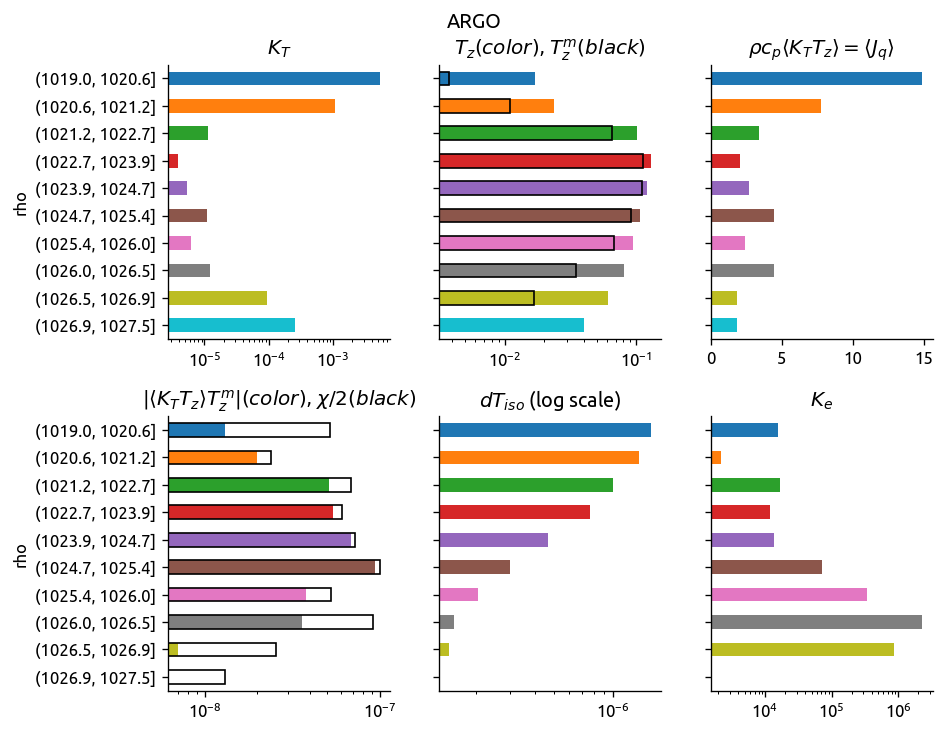 ARGO
K_T
T_z(color), T_z^m(black)
ρc_p⟨K_T T_z⟩ = ⟨J_q⟩
rho
(1019.0, 1020.6]
(1020.6, 1021.2]
(1021.2, 1022.7]
(1022.7, 1023.9]
(1023.9, 1024.7]
(1024.7, 1025.4]
(1025.4, 1026.0]
(1026.0, 1026.5]
(1026.5, 1026.9]
(1026.9, 1027.5]
10^−5 10^−4 10^−3
10^−2 10^−1
0 5 10 15
|⟨K_T T_z⟩T_z^m|(color), χ/2(black)
dT_iso (log scale)
K_e
rho
(1019.0, 1020.6]
(1020.6, 1021.2]
(1021.2, 1022.7]
(1022.7, 1023.9]
(1023.9, 1024.7]
(1024.7, 1025.4]
(1025.4, 1026.0]
(1026.0, 1026.5]
(1026.5, 1026.9]
(1026.9, 1027.5]
10^−8 10^−7
10^−6
10^4 10^5 10^6